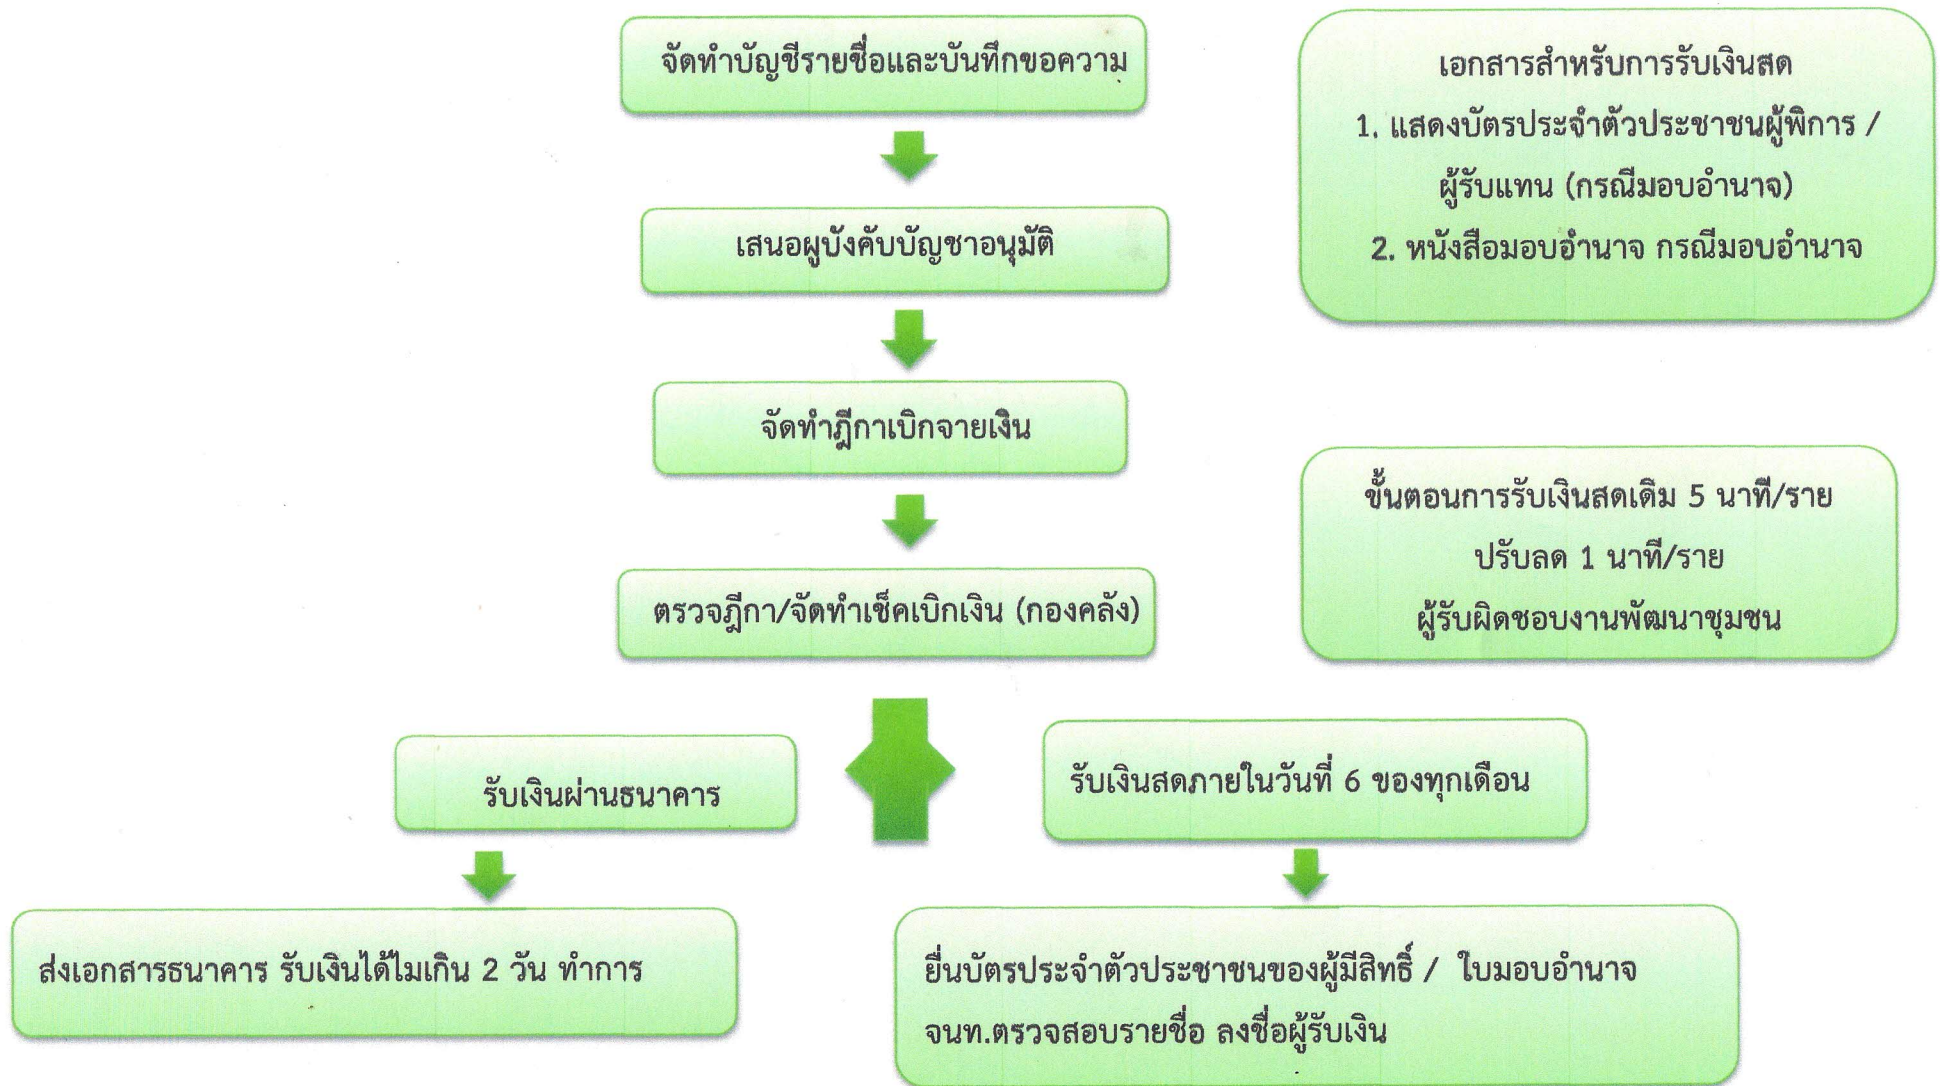 จัดทำบัญชีรายชื่อและบันทึกขอความ
เสนอผูบังคับบัญชาอนุมัติ
จัดทำฎีกาเบิกจายเงิน
ตรวจฎีกา/จัดทำเช็คเบิกเงิน (กองคลัง)
รับเงินผ่านธนาคาร
ส่งเอกสารธนาคาร รับเงินได้ไมเกิน 2 วัน ทำการ
รับเงินสดภายในวันที่ 6 ของทุกเดือน
ยื่นบัตรประจำตัวประชาชนของผู้มีสิทธิ์ / ใบมอบอำนาจ
จนท.ตรวจสอบรายชื่อ ลงชื่อผู้รับเงิน
เอกสารสำหรับการรับเงินสด
1. แสดงบัตรประจำตัวประชาชนผู้พิการ /
ผู้รับแทน (กรณีมอบอำนาจ)
2. หนังสือมอบอำนาจ กรณีมอบอำนาจ
ขั้นตอนการรับเงินสดเดิม 5 นาที/ราย
ปรับลด 1 นาที/ราย
ผู้รับผิดชอบงานพัฒนาชุมชน